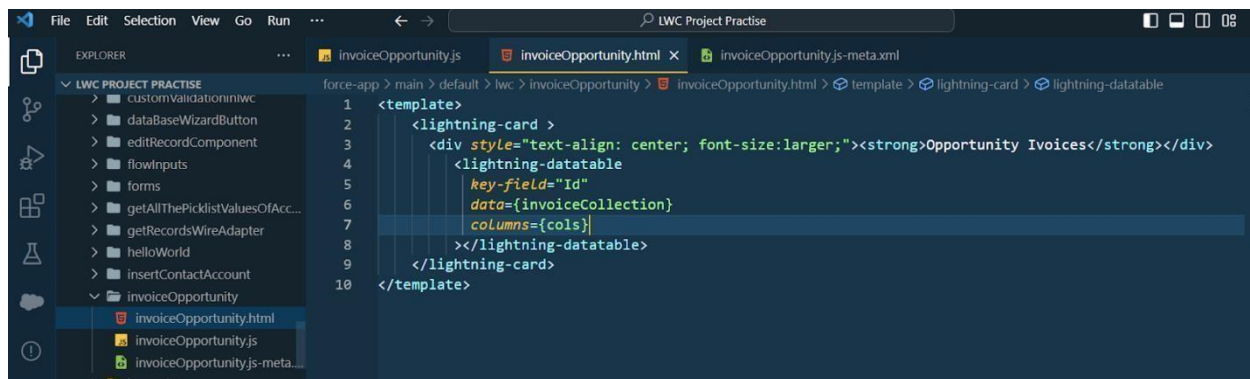 File Edit Selection View Go Run ··· ← → LWC Project Practise
EXPLORER ···
LWC PROJECT PRACTISE
customValidationInlwc
dataBaseWizardButton
editRecordComponent
flowInputs
forms
getAllThePicklistValuesOfAcc...
getRecordsWireAdapter
helloWorld
insertContactAccount
invoiceOpportunity
invoiceOpportunity.html
invoiceOpportunity.js
invoiceOpportunity.js-meta....
JS invoiceOpportunity.js invoiceOpportunity.html × invoiceOpportunity.js-meta.xml
force-app > main > default > lwc > invoiceOpportunity > invoiceOpportunity.html > template > lightning-card > lightning-datatable
1 <template>
2 <lightning-card >
3 <div style="text-align: center; font-size:larger;"><strong>Opportunity Ivoices</strong></div>
4 <lightning-datatable
5 key-field="Id"
6 data={invoiceCollection}
7 columns={cols}
8 ></lightning-datatable>
9 </lightning-card>
10 </template>